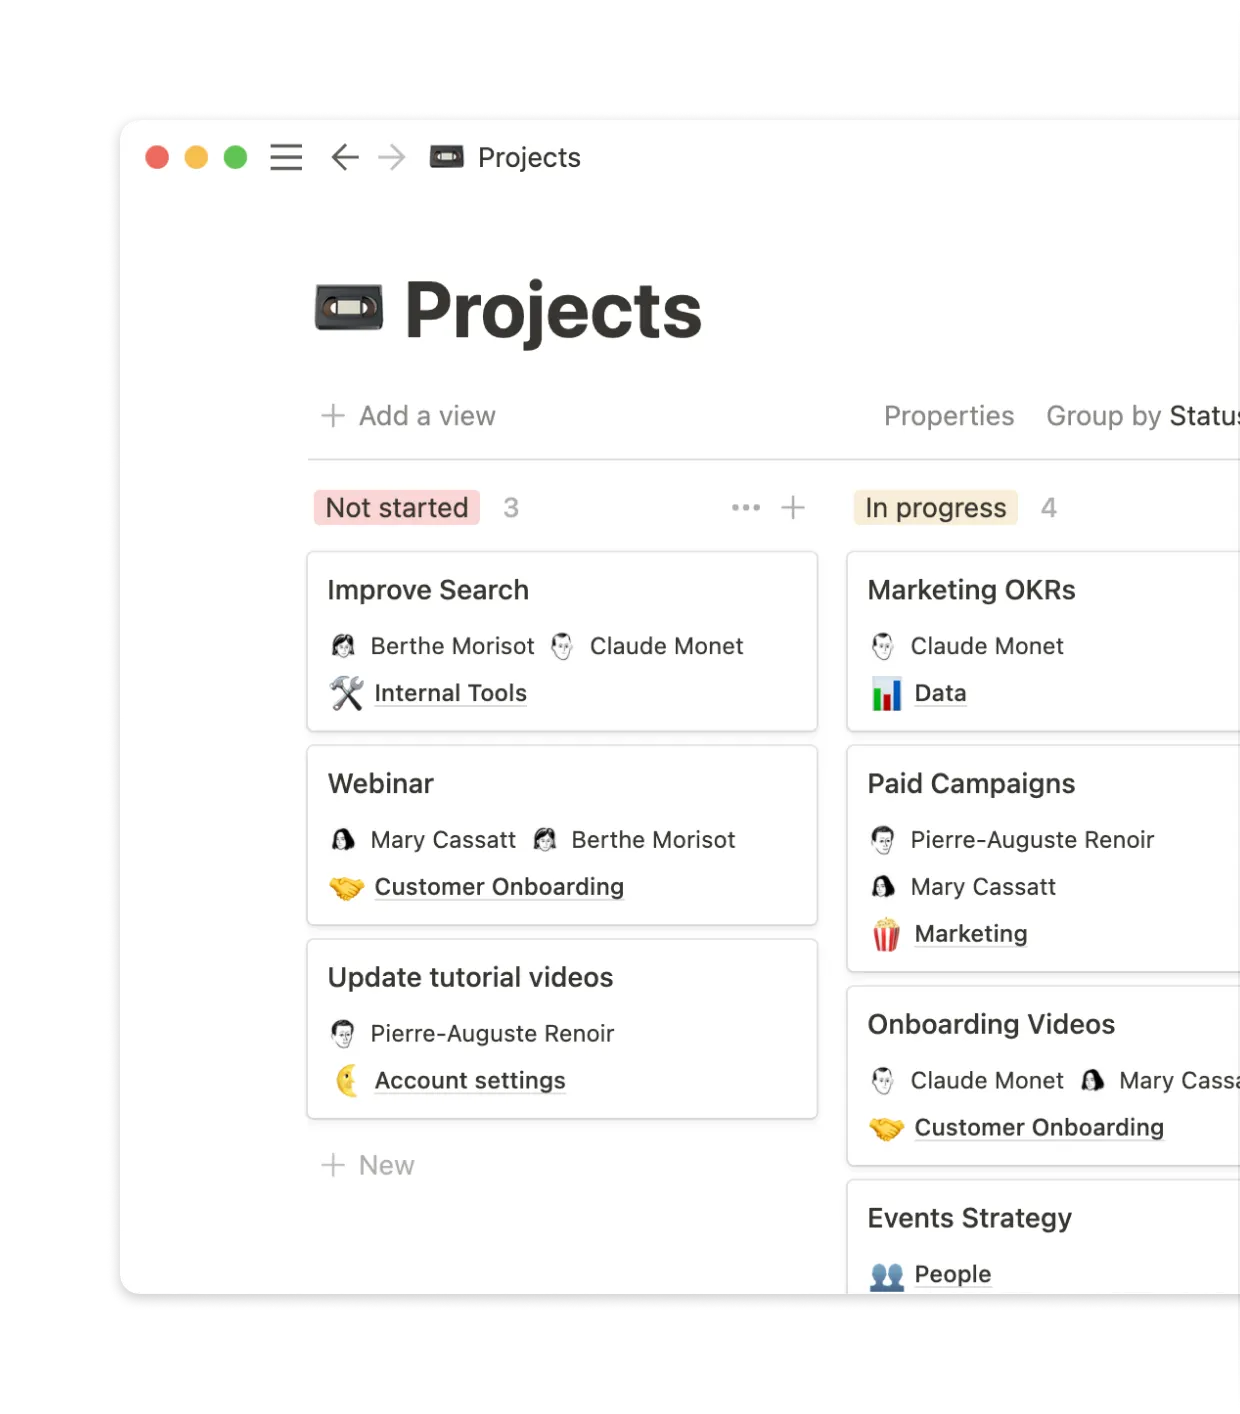 Projects
Projects
Add a view
Properties Group by Status
Not started 3
Improve Search
Berthe Morisot Claude Monet
Internal Tools
Webinar
Mary Cassatt Berthe Morisot
Customer Onboarding
Update tutorial videos
Pierre-Auguste Renoir
Account settings
New
In progress 4
Marketing OKRs
Claude Monet
Data
Paid Campaigns
Pierre-Auguste Renoir
Mary Cassatt
Marketing
Onboarding Videos
Claude Monet Mary Cassa
Customer Onboarding
Events Strategy
People